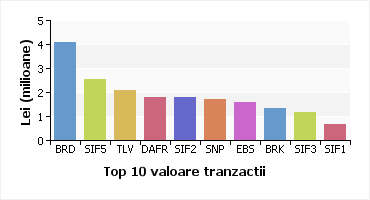 Lei (milioane)
5
4
3
2
1
0
BRD SIF5 TLV DAFR SIF2 SNP EBS BRK SIF3 SIF1
Top 10 valoare tranzactii